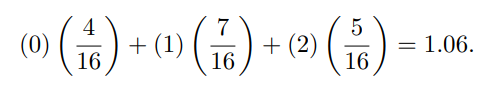 (0) (4/16) + (1) (7/16) + (2) (5/16) = 1.06.